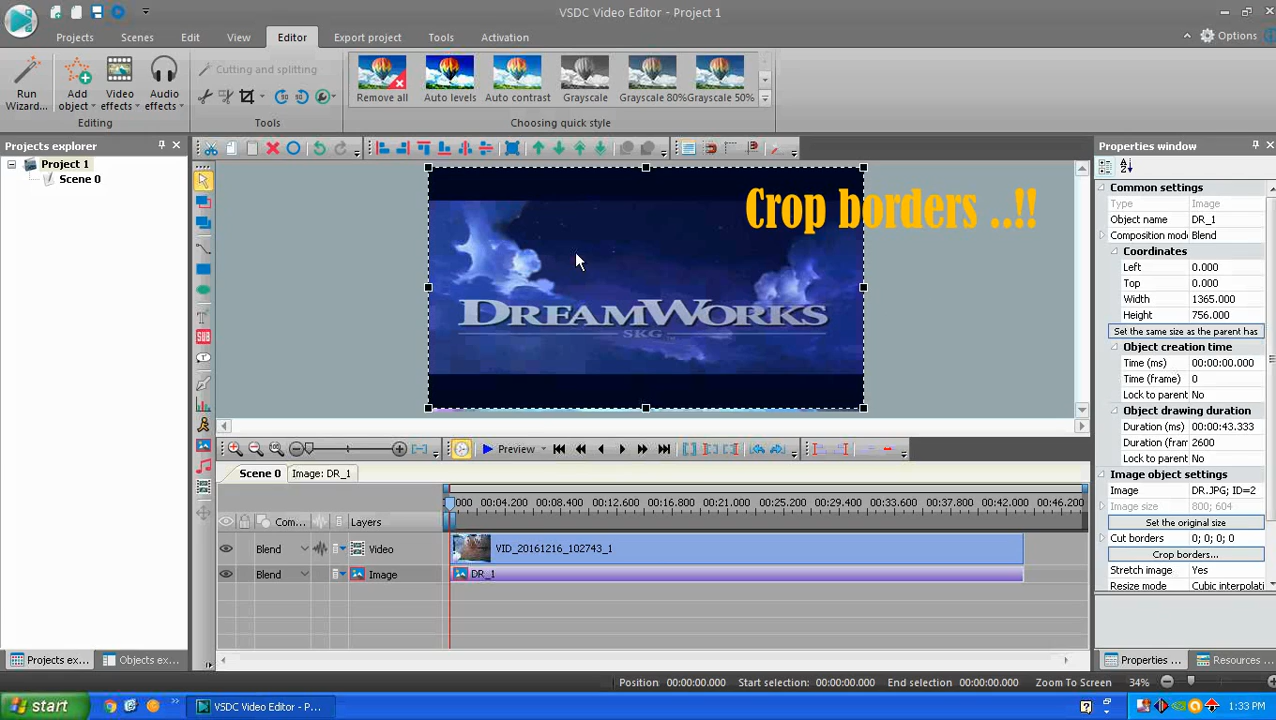 VSDC Video Editor - Project 1
Projects
Scenes
Edit
View
Editor
Export project
Tools
Activation
Options
Run
Wizard...
Add
object
Video
effects
Audio
effects
Editing
Cutting and splitting
Tools
Remove all
Auto levels
Auto contrast
Grayscale
Grayscale 80%
Grayscale 50%
Choosing quick style
Projects explorer
Project 1
Scene 0
Crop borders ..!!
DREAMWORKS
SKG
T
SUB
Properties window
Common settings
Type Image
Object name DR_1
Composition mod Blend
Coordinates
Left 0.000
Top 0.000
Width 1365.000
Height 756.000
Set the same size as the parent has
Object creation time
Time (ms) 00:00:00.000
Time (frame) 0
Lock to parent No
Object drawing duration
Duration (ms) 00:00:43.333
Duration (fram 2600
Lock to parent No
Image object settings
Image DR.JPG; ID=2
Image size 800; 604
Set the original size
Cut borders 0; 0; 0; 0
Crop borders...
Stretch image Yes
Resize mode Cubic interpolati
Preview
Scene 0
Image: DR_1
000 00:04.200 00:08.400 00:12.600 00:16.800 00:21.000 00:25.200 00:29.400 00:33.600 00:37.800 00:42.000 00:46.200
Com... Layers
Blend Video VID_20161216_102743_1
Blend Image DR_1
Projects ex...
Objects ex...
Properties ...
Resources ...
Position: 00:00:00.000 Start selection: 00:00:00.000 End selection: 00:00:00.000 Zoom To Screen 34%
start
VSDC Video Editor - P...
1:33 PM